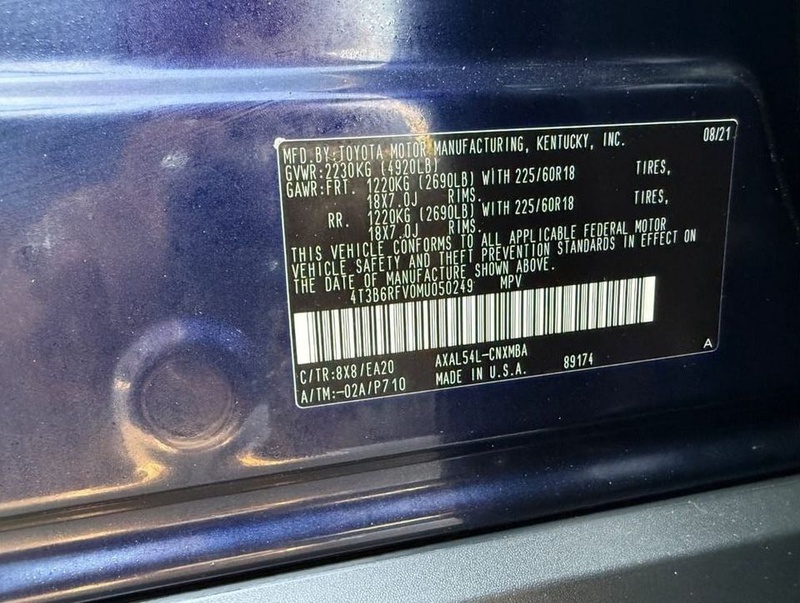 MFD.BY:TOYOTA MOTOR MANUFACTURING, KENTUCKY, INC. 08/21
GVWR:2230KG (4920LB)
GAWR:FRT. 1220KG (2690LB) WITH 225/60R18 TIRES,
18X7.0J RIMS.
RR. 1220KG (2690LB) WITH 225/60R18 TIRES,
18X7.0J RIMS.
THIS VEHICLE CONFORMS TO ALL APPLICABLE FEDERAL MOTOR
VEHICLE SAFETY AND THEFT PREVENTION STANDARDS IN EFFECT ON
THE DATE OF MANUFACTURE SHOWN ABOVE.
4T3B6RFV0MU050249 MPV
C/TR:8X8/EA20 AXAL54L-CNXMBA A
A/TM:-02A/P710 MADE IN U.S.A. 89174